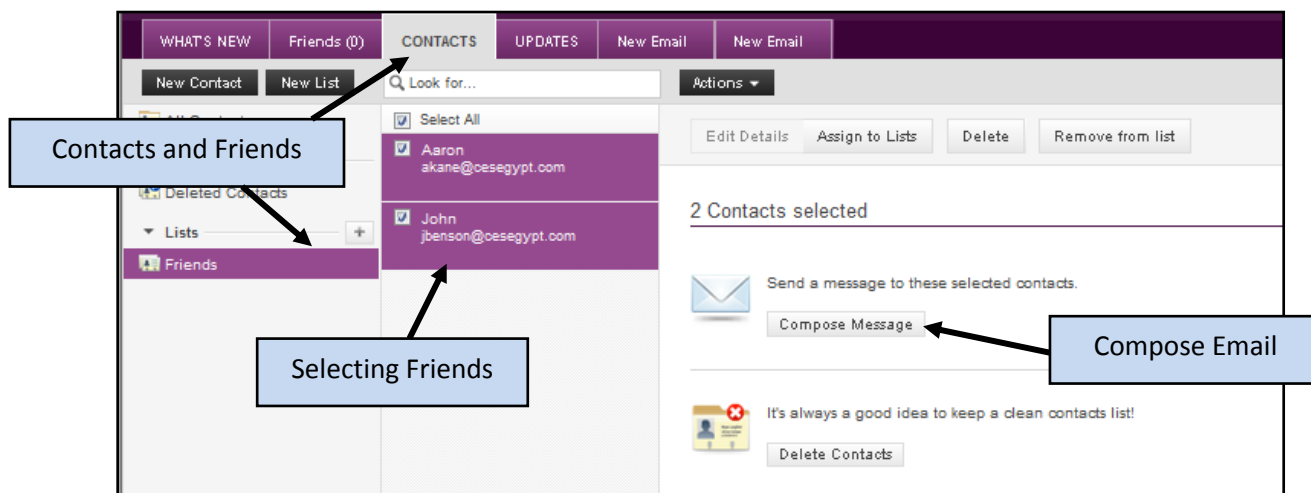 WHAT'S NEW
Friends (0)
CONTACTS
UPDATES
New Email
New Email
New Contact
New List
Look for...
Actions
Contacts and Friends
Deleted Contacts
Lists
+
Friends
Select All
Aaron
akane@cesegypt.com
John
jbenson@cesegypt.com
Selecting Friends
Edit Details
Assign to Lists
Delete
Remove from list
2 Contacts selected
Send a message to these selected contacts.
Compose Message
Compose Email
It's always a good idea to keep a clean contacts list!
Delete Contacts